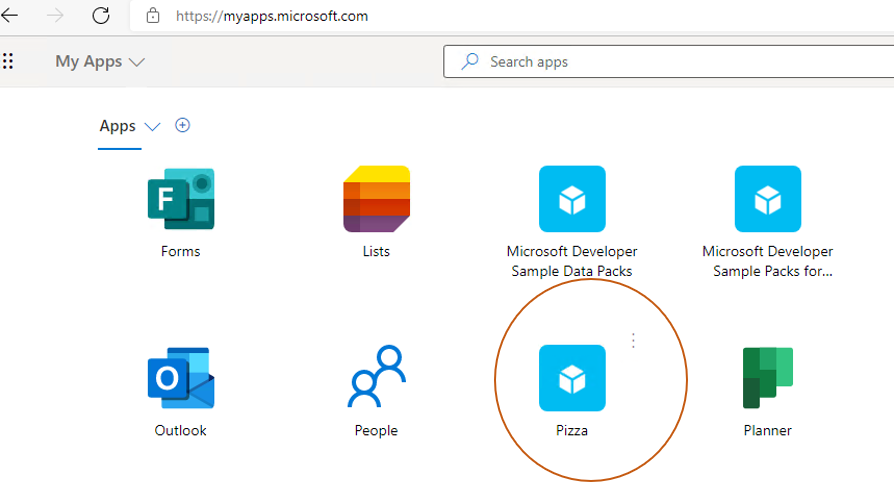 https://myapps.microsoft.com
My Apps
Search apps
Apps
F
Forms
Lists
Microsoft Developer
Sample Data Packs
Microsoft Developer
Sample Packs for...
O
Outlook
People
Pizza
Planner